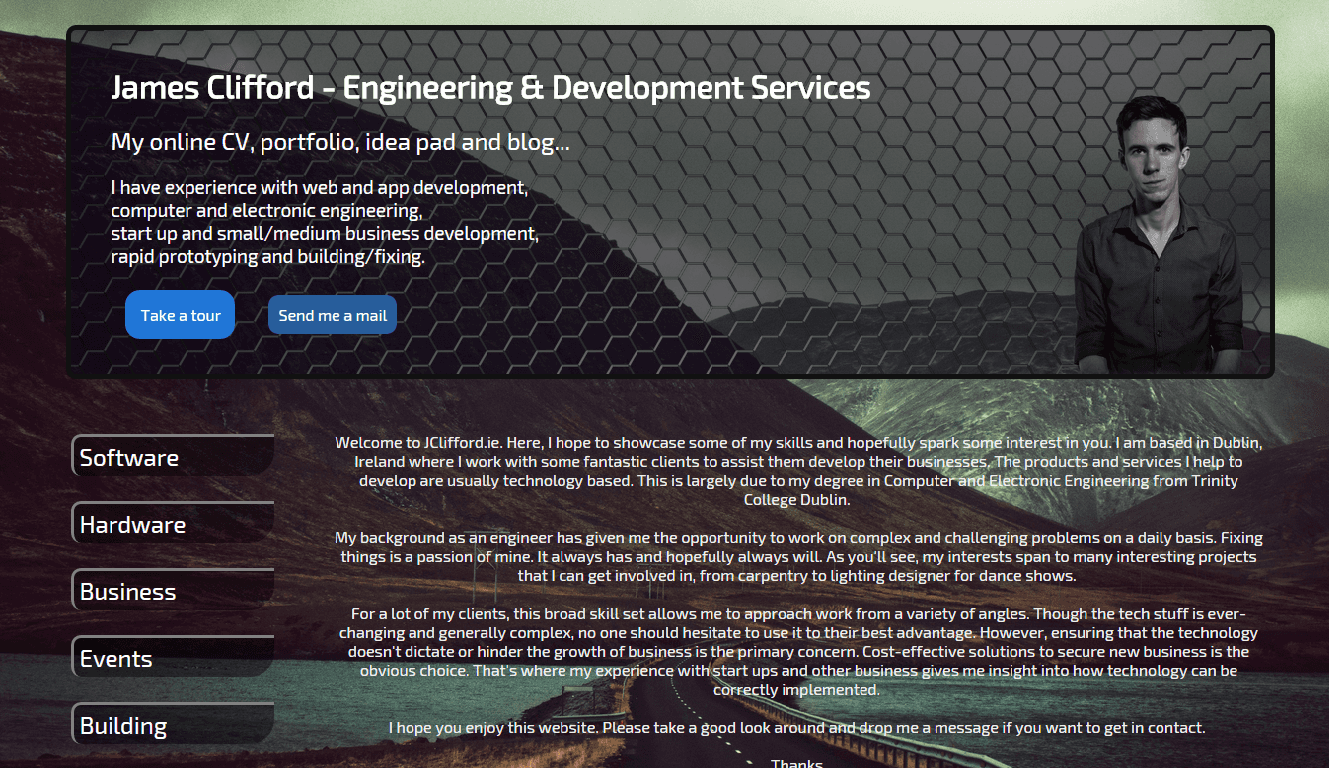 James Clifford - Engineering & Development Services
My online CV, portfolio, idea pad and blog...
I have experience with web and app development,
computer and electronic engineering,
start up and small/medium business development,
rapid prototyping and building/fixing.
Take a tour
Send me a mail
Software
Hardware
Business
Events
Building
Welcome to JClifford.ie. Here, I hope to showcase some of my skills and hopefully spark some interest in you. I am based in Dublin,
Ireland where I work with some fantastic clients to assist them develop their businesses. The products and services I help to
develop are usually technology based. This is largely due to my degree in Computer and Electronic Engineering from Trinity
College Dublin.
My background as an engineer has given me the opportunity to work on complex and challenging problems on a daily basis. Fixing
things is a passion of mine. It always has and hopefully always will. As you'll see, my interests span to many interesting projects
that I can get involved in, from carpentry to lighting designer for dance shows.
For a lot of my clients, this broad skill set allows me to approach work from a variety of angles. Though the tech stuff is ever-
changing and generally complex, no one should hesitate to use it to their best advantage. However, ensuring that the technology
doesn't dictate or hinder the growth of business is the primary concern. Cost-effective solutions to secure new business is the
obvious choice. That's where my experience with start ups and other business gives me insight into how technology can be
correctly implemented.
I hope you enjoy this website. Please take a good look around and drop me a message if you want to get in contact.
Thanks